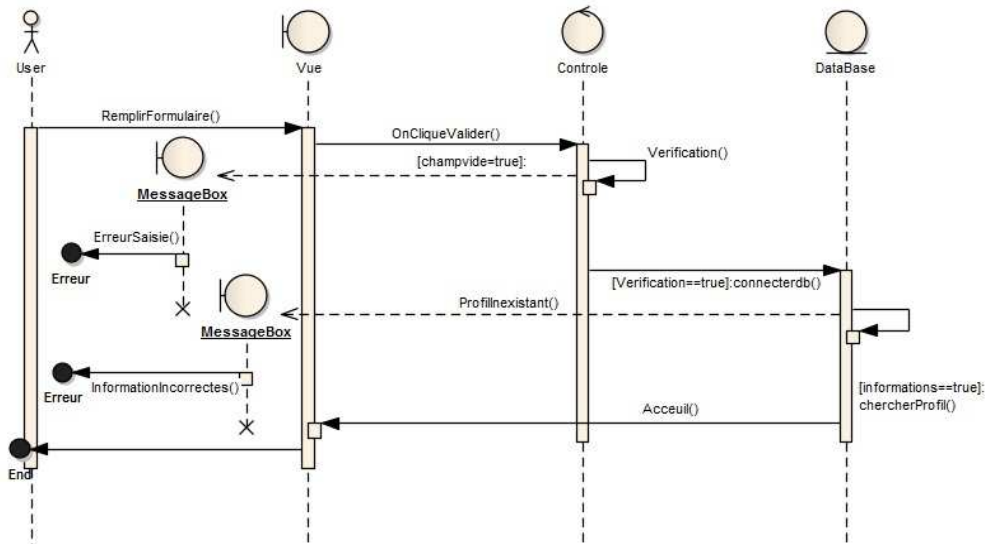 User
Vue
Controle
DataBase
RemplirFormulaire()
OnCliqueValider()
Verification()
[champvide=true]:
MessageBox
ErreurSaisie()
Erreur
[Verification==true]:connecterdb()
ProfilInexistant()
MessageBox
InformationIncorrectes()
Erreur
[informations==true]:
chercherProfil()
Acceuil()
End